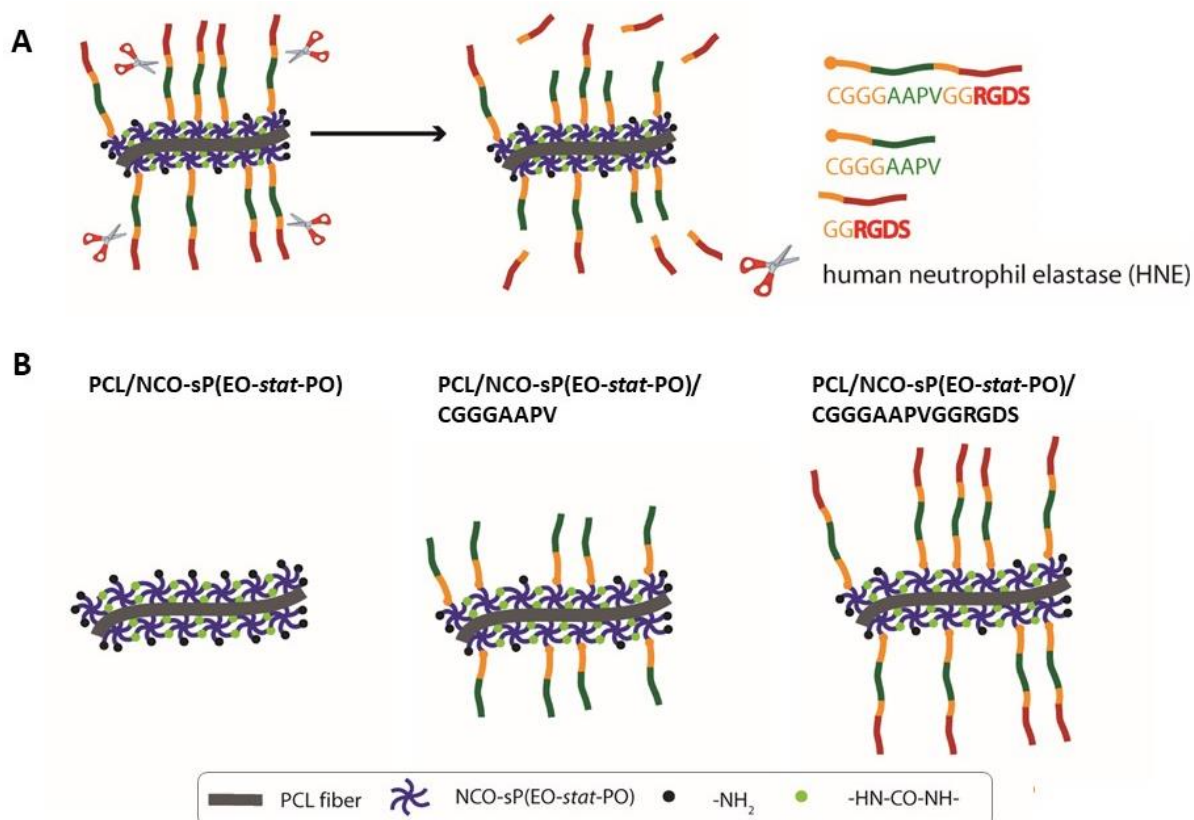 A
CGGGAAPVGGRGDS
CGGGAAPV
GGRGDS
human neutrophil elastase (HNE)
B
PCL/NCO-sP(EO-stat-PO)
PCL/NCO-sP(EO-stat-PO)/
CGGGAAPV
PCL/NCO-sP(EO-stat-PO)/
CGGGAAPVGGRGDS
PCL fiber NCO-sP(EO-stat-PO) -NH₂ -HN-CO-NH-